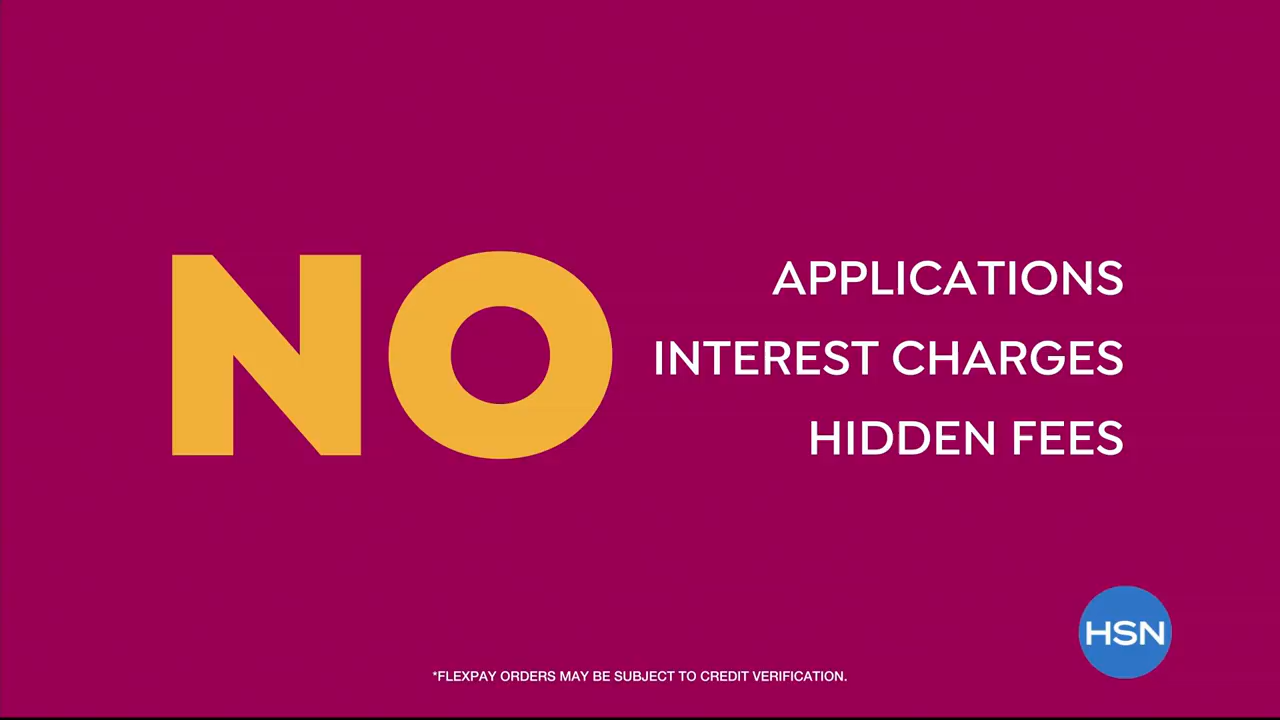 NO
APPLICATIONS
INTEREST CHARGES
HIDDEN FEES
HSN
*FLEXPAY ORDERS MAY BE SUBJECT TO CREDIT VERIFICATION.